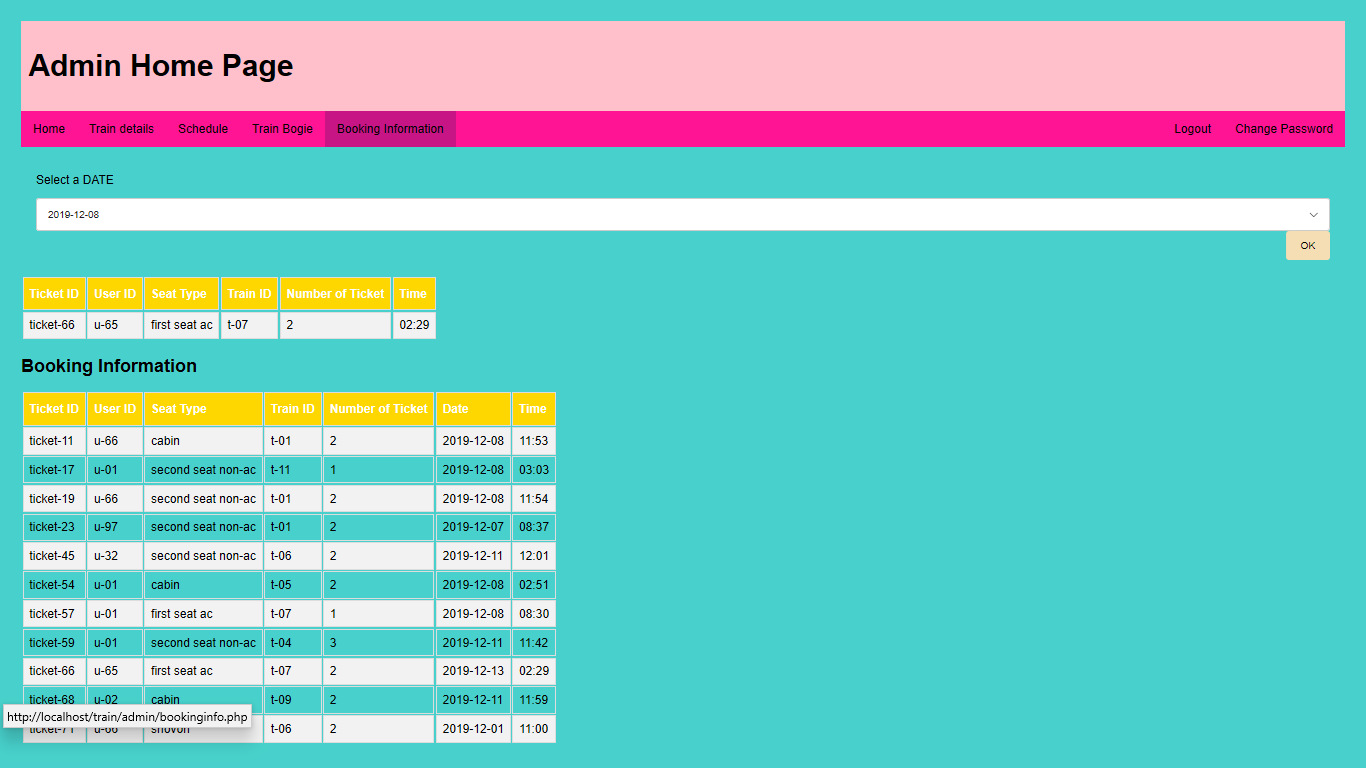 Admin Home Page
Home Train details Schedule Train Bogie Booking Information Logout Change Password
Select a DATE
2019-12-08
OK
Ticket ID User ID Seat Type Train ID Number of Ticket Time
ticket-66 u-65 first seat ac t-07 2 02:29
Booking Information
Ticket ID User ID Seat Type Train ID Number of Ticket Date Time
ticket-11 u-66 cabin t-01 2 2019-12-08 11:53
ticket-17 u-01 second seat non-ac t-11 1 2019-12-08 03:03
ticket-19 u-66 second seat non-ac t-01 2 2019-12-08 11:54
ticket-23 u-97 second seat non-ac t-01 2 2019-12-07 08:37
ticket-45 u-32 second seat non-ac t-06 2 2019-12-11 12:01
ticket-54 u-01 cabin t-05 2 2019-12-08 02:51
ticket-57 u-01 first seat ac t-07 1 2019-12-08 08:30
ticket-59 u-01 second seat non-ac t-04 3 2019-12-11 11:42
ticket-66 u-65 first seat ac t-07 2 2019-12-13 02:29
ticket-68 u-02 cabin t-09 2 2019-12-11 11:59
http://localhost/train/admin/bookinginfo.php
ticket-71 u-66 shovon t-06 2 2019-12-01 11:00